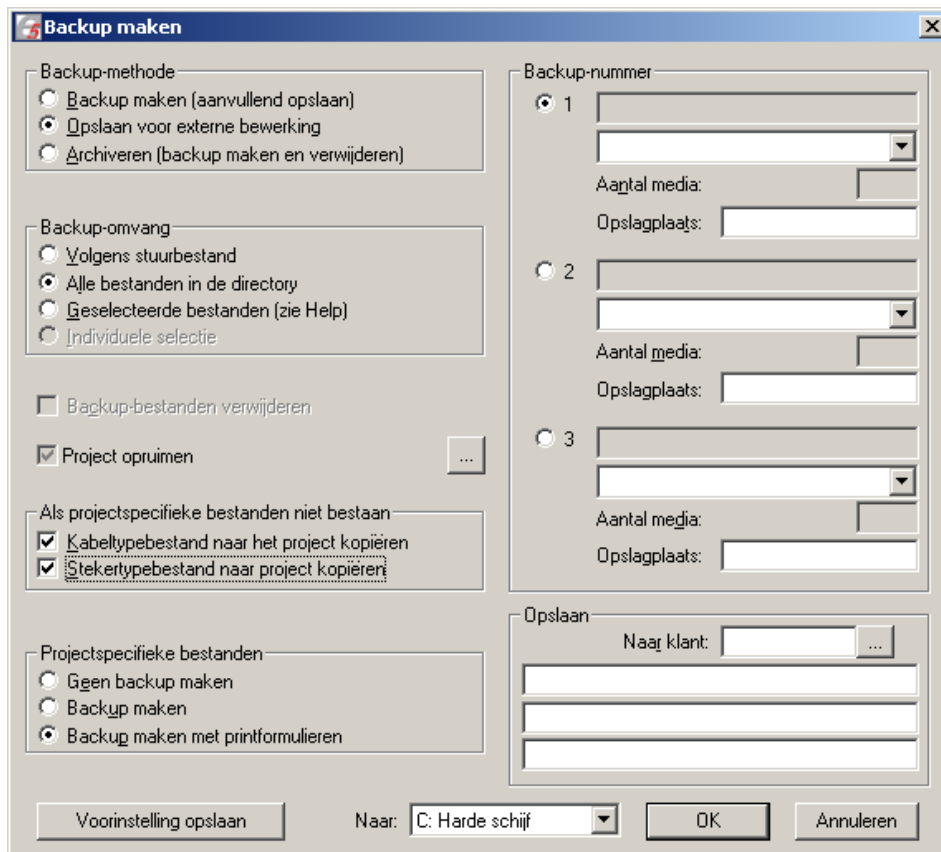 Backup maken
Backup-methode
Backup maken (aanvullend opslaan)
Opslaan voor externe bewerking
Archiveren (backup maken en verwijderen)
Backup-omvang
Volgens stuurbestand
Alle bestanden in de directory
Geselecteerde bestanden (zie Help)
Individuele selectie
Backup-bestanden verwijderen
Project opruimen
...
Als projectspecifieke bestanden niet bestaan
Kabeltypebestand naar het project kopiëren
Stekertypebestand naar project kopiëren
Projectspecifieke bestanden
Geen backup maken
Backup maken
Backup maken met printformulieren
Backup-nummer
1
Aantal media:
Opslagplaats:
2
Aantal media:
Opslagplaats:
3
Aantal media:
Opslagplaats:
Opslaan
Naar klant:
...
Voorinstelling opslaan
Naar:
C: Harde schijf
OK
Annuleren